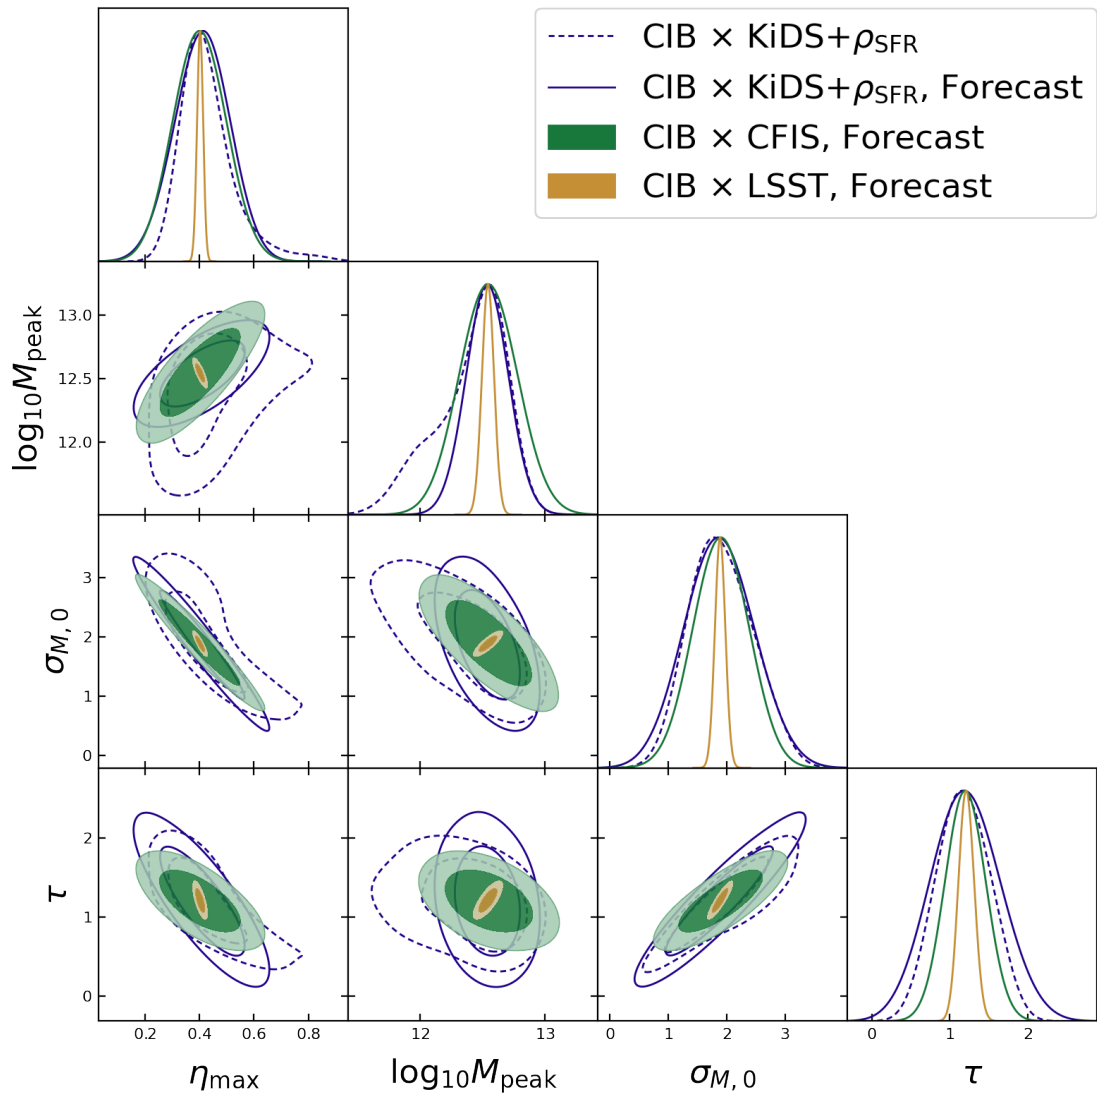 CIB × KiDS+ρSFR
CIB × KiDS+ρSFR, Forecast
CIB × CFIS, Forecast
CIB × LSST, Forecast
log10Mpeak
13.0
12.5
12.0
σM, 0
3
2
1
0
τ
2
1
0
0.2 0.4 0.6 0.8
12 13
0 1 2 3
0 1 2
ηmax
log10Mpeak
σM, 0
τ